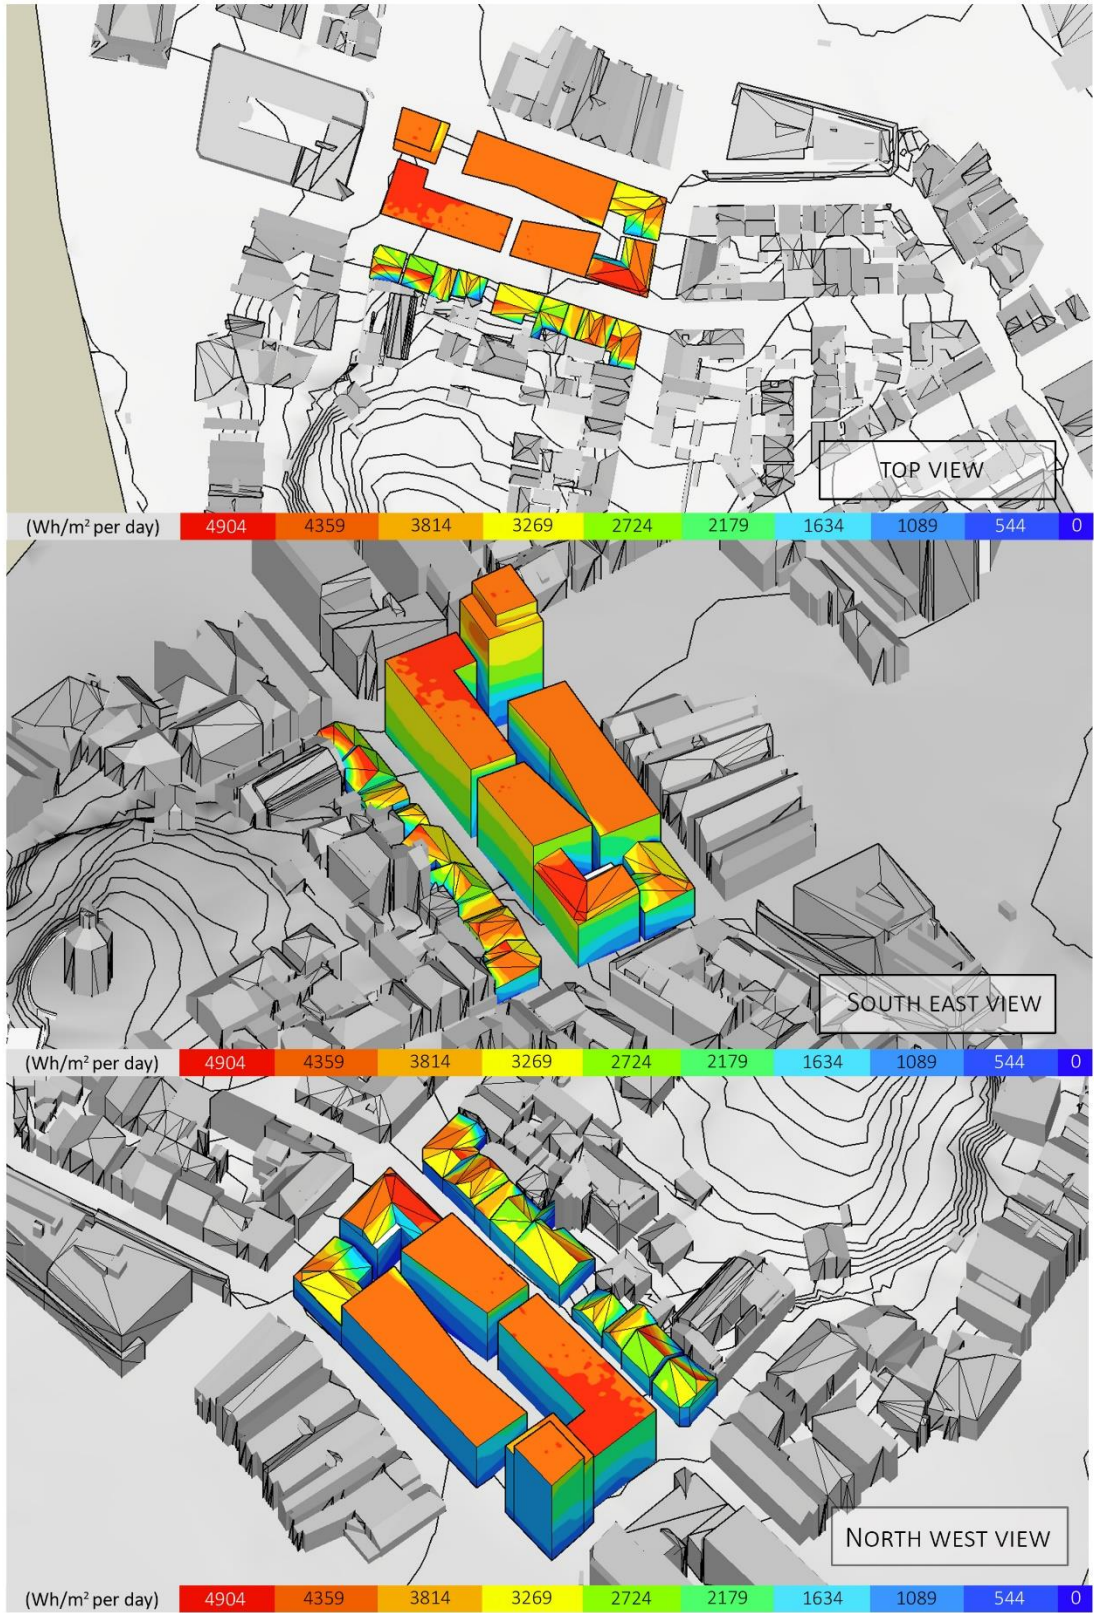 TOP VIEW
(Wh/m² per day) 4904 4359 3814 3269 2724 2179 1634 1089 544 0
SOUTH EAST VIEW
(Wh/m² per day) 4904 4359 3814 3269 2724 2179 1634 1089 544 0
NORTH WEST VIEW
(Wh/m² per day) 4904 4359 3814 3269 2724 2179 1634 1089 544 0